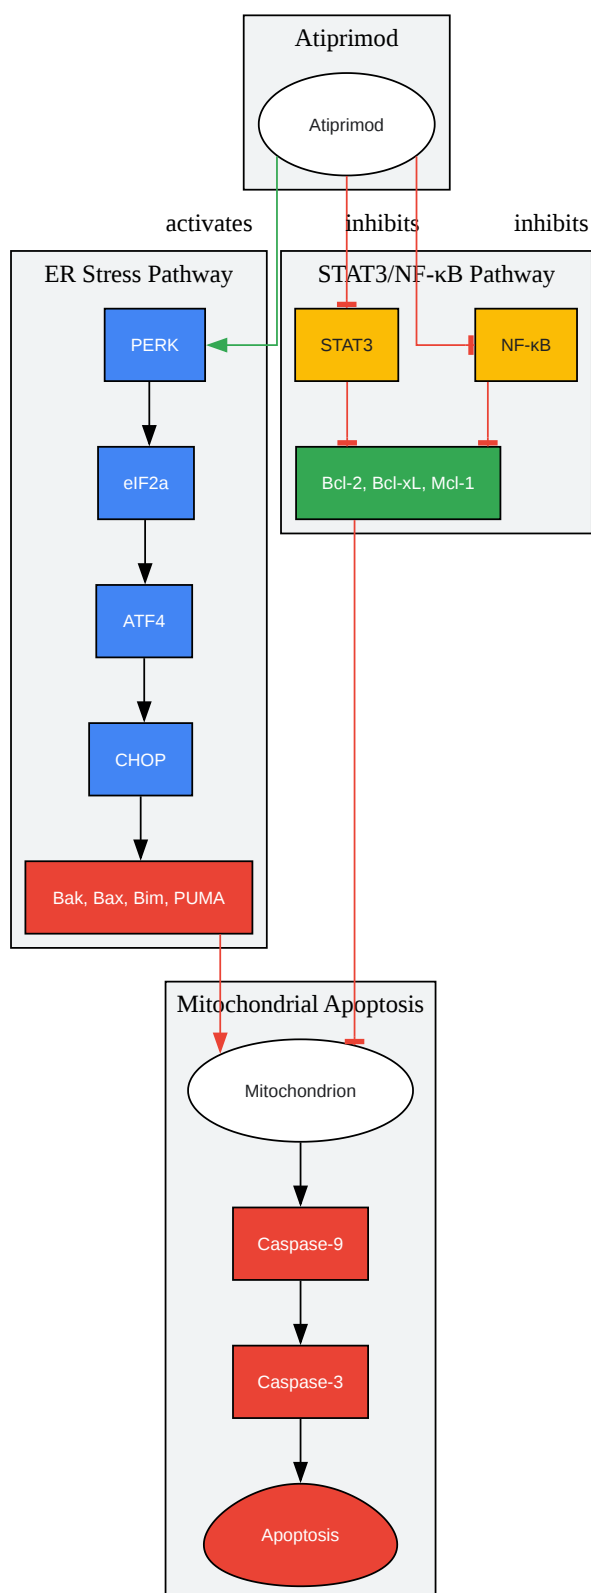 Atiprimod
Atiprimod
activates
inhibits
inhibits
ER Stress Pathway
STAT3/NF-κB Pathway
PERK
STAT3
NF-κB
eIF2a
Bcl-2, Bcl-xL, Mcl-1
ATF4
CHOP
Bak, Bax, Bim, PUMA
Mitochondrial Apoptosis
Mitochondrion
Caspase-9
Caspase-3
Apoptosis